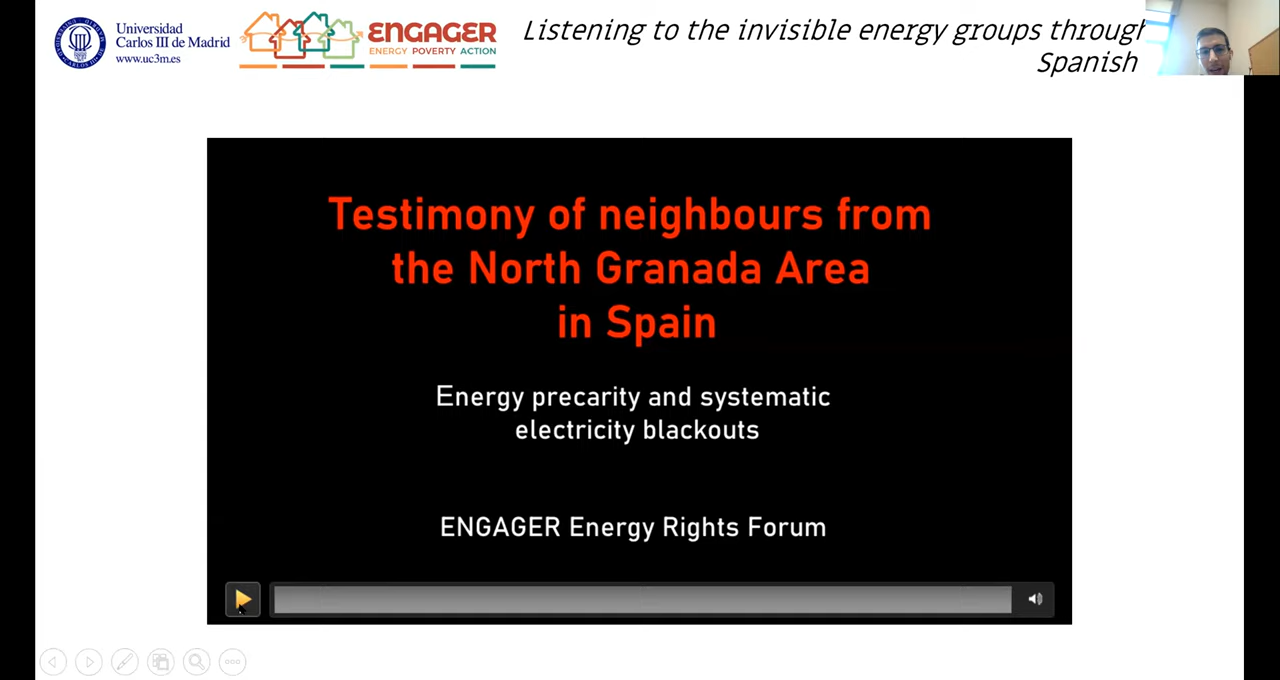 Universidad
Carlos III de Madrid
www.uc3m.es
ENGAGER
ENERGY POVERTY ACTION
Listening to the invisible energy groups through
Spanish
Testimony of neighbours from
the North Granada Area
in Spain
Energy precarity and systematic
electricity blackouts
ENGAGER Energy Rights Forum